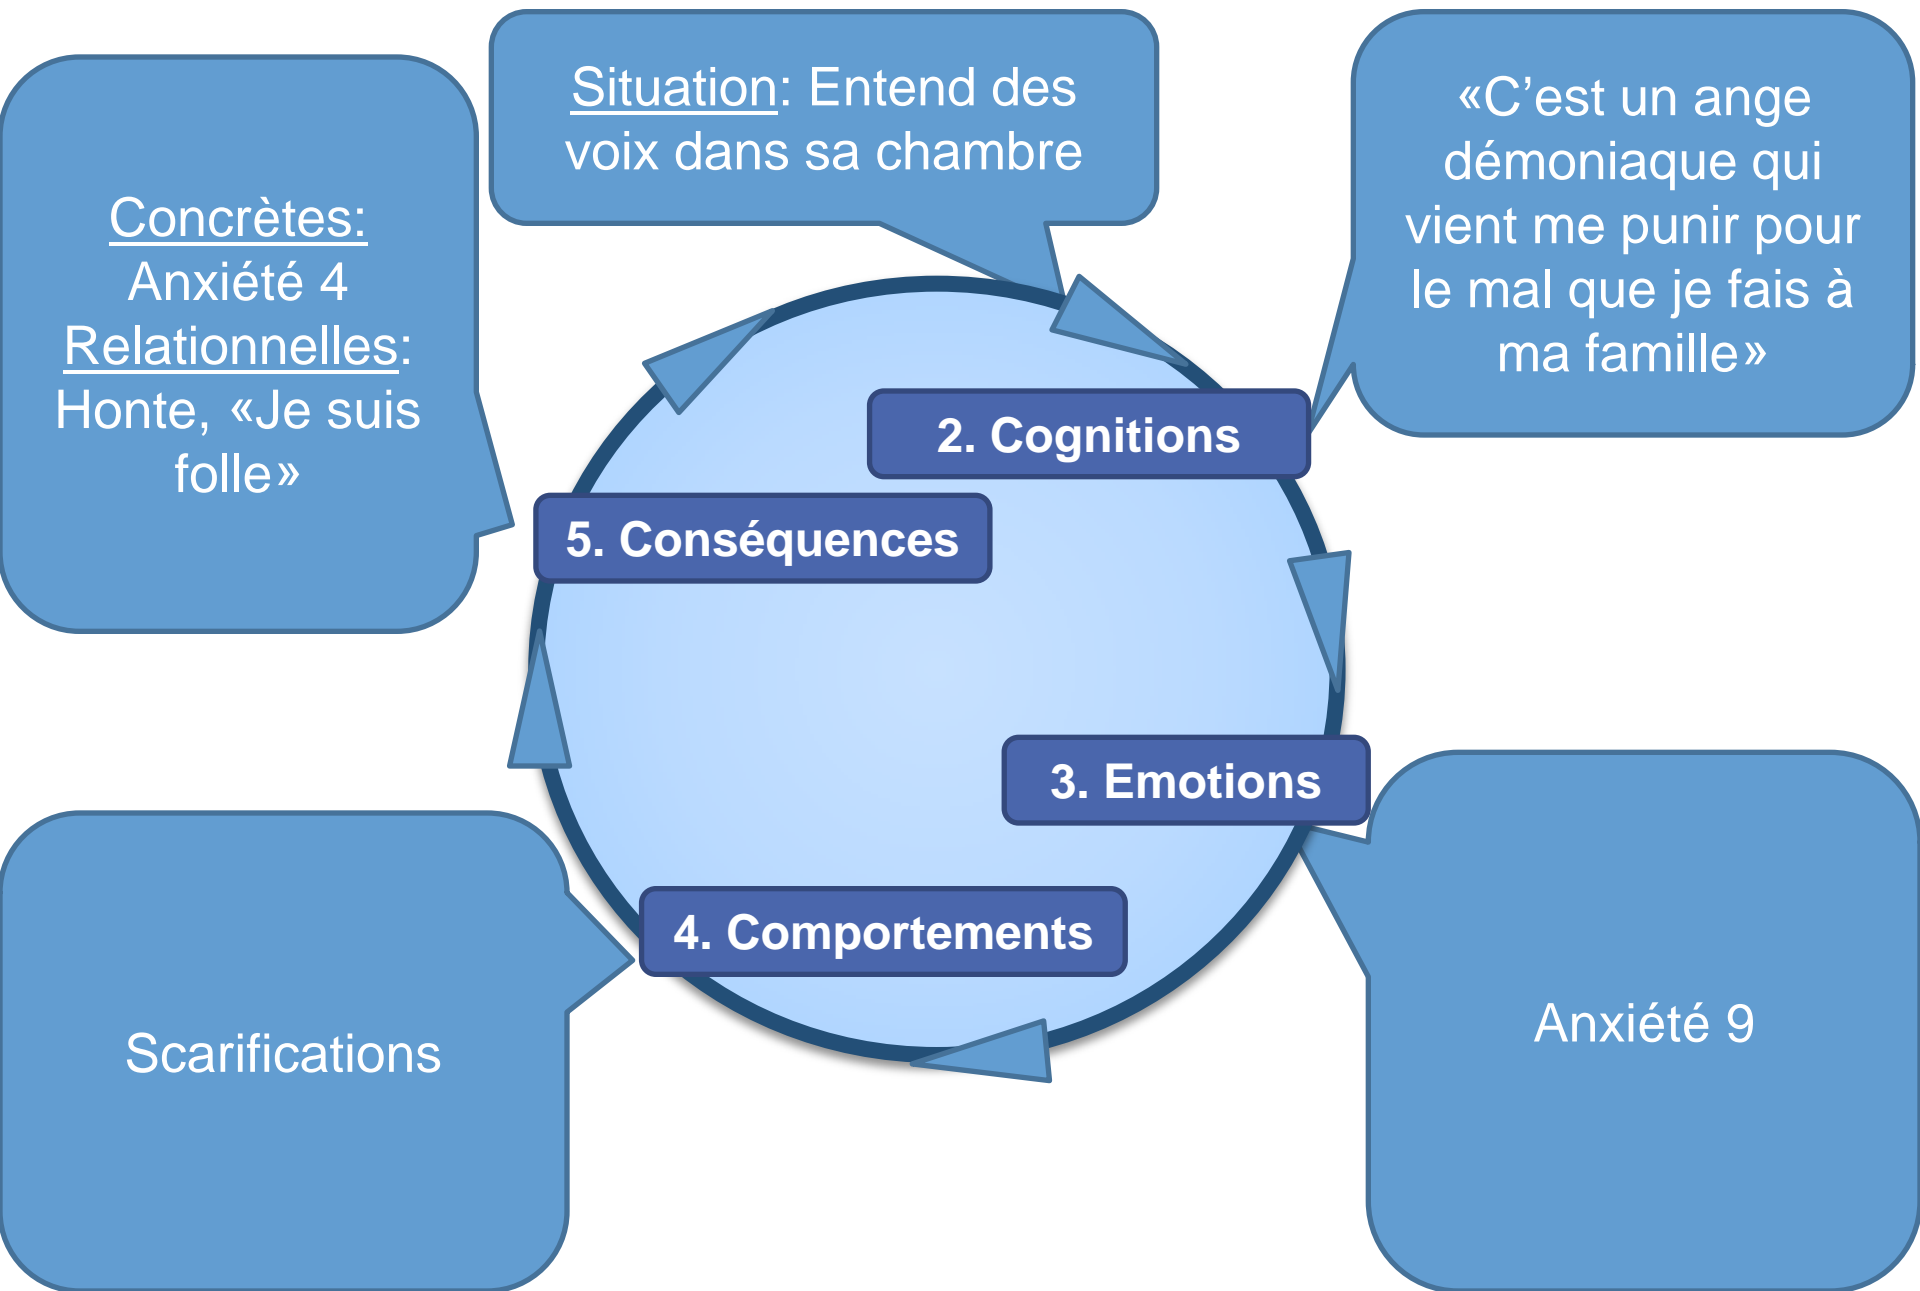 Situation: Entend des
voix dans sa chambre
«C’est un ange
démoniaque qui
vient me punir pour
le mal que je fais à
ma famille»
Concrètes:
Anxiété 4
Relationnelles:
Honte, «Je suis
folle»
2. Cognitions
5. Conséquences
3. Emotions
4. Comportements
Anxiété 9
Scarifications